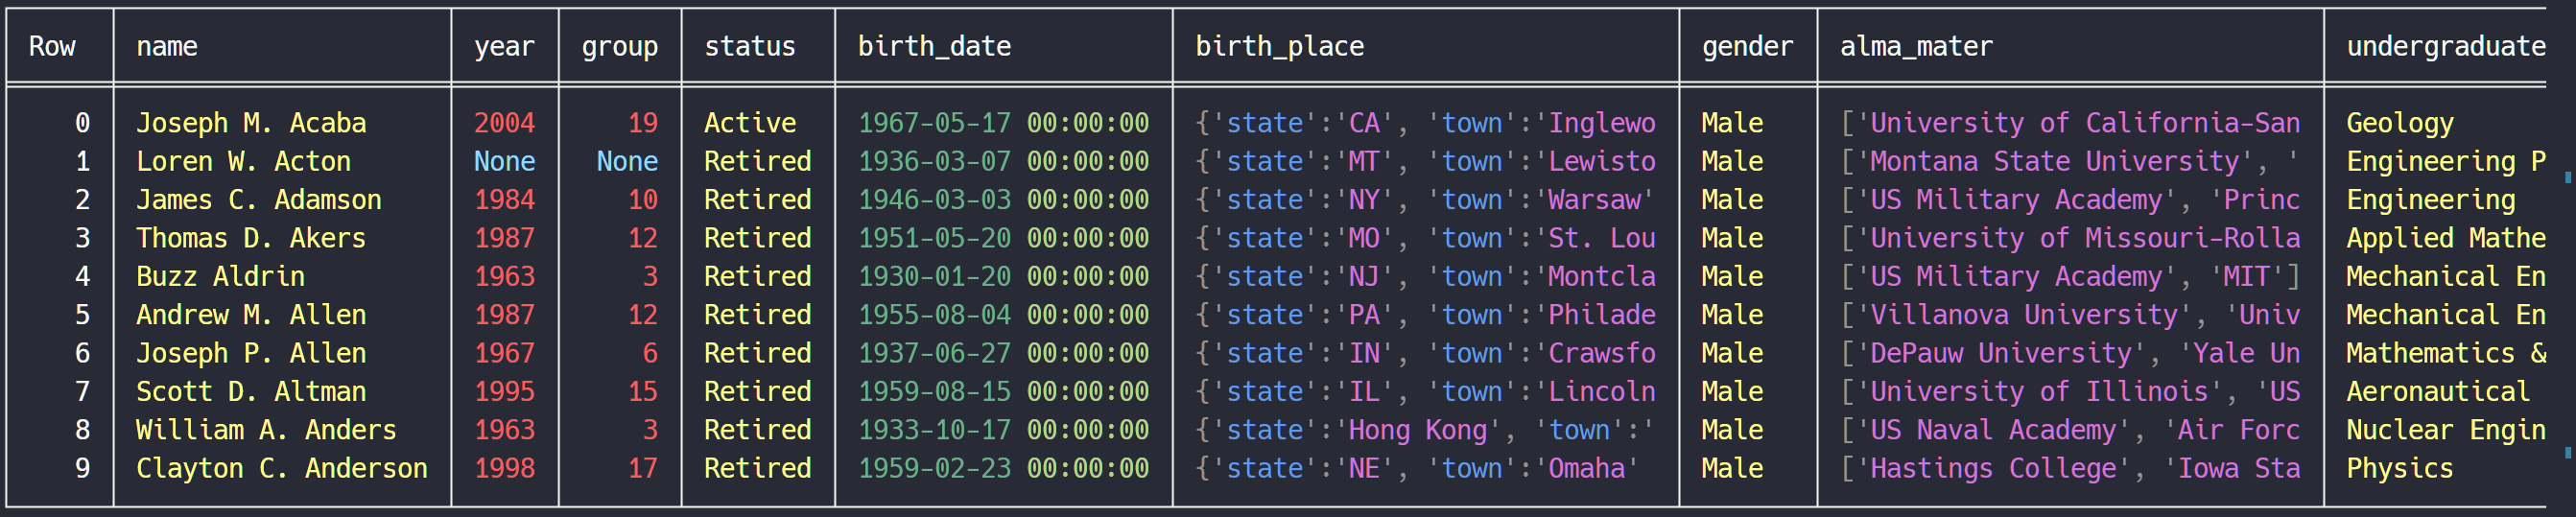 Row name year group status birth_date birth_place gender alma_mater undergraduate
0 Joseph M. Acaba 2004 19 Active 1967-05-17 00:00:00 {'state':'CA', 'town':'Inglewo Male ['University of California-San Geology
1 Loren W. Acton None None Retired 1936-03-07 00:00:00 {'state':'MT', 'town':'Lewisto Male ['Montana State University', ' Engineering P
2 James C. Adamson 1984 10 Retired 1946-03-03 00:00:00 {'state':'NY', 'town':'Warsaw' Male ['US Military Academy', 'Princ Engineering
3 Thomas D. Akers 1987 12 Retired 1951-05-20 00:00:00 {'state':'MO', 'town':'St. Lou Male ['University of Missouri-Rolla Applied Mathe
4 Buzz Aldrin 1963 3 Retired 1930-01-20 00:00:00 {'state':'NJ', 'town':'Montcla Male ['US Military Academy', 'MIT'] Mechanical En
5 Andrew M. Allen 1987 12 Retired 1955-08-04 00:00:00 {'state':'PA', 'town':'Philade Male ['Villanova University', 'Univ Mechanical En
6 Joseph P. Allen 1967 6 Retired 1937-06-27 00:00:00 {'state':'IN', 'town':'Crawsfo Male ['DePauw University', 'Yale Un Mathematics &
7 Scott D. Altman 1995 15 Retired 1959-08-15 00:00:00 {'state':'IL', 'town':'Lincoln Male ['University of Illinois', 'US Aeronautical
8 William A. Anders 1963 3 Retired 1933-10-17 00:00:00 {'state':'Hong Kong', 'town':' Male ['US Naval Academy', 'Air Forc Nuclear Engin
9 Clayton C. Anderson 1998 17 Retired 1959-02-23 00:00:00 {'state':'NE', 'town':'Omaha' Male ['Hastings College', 'Iowa Sta Physics